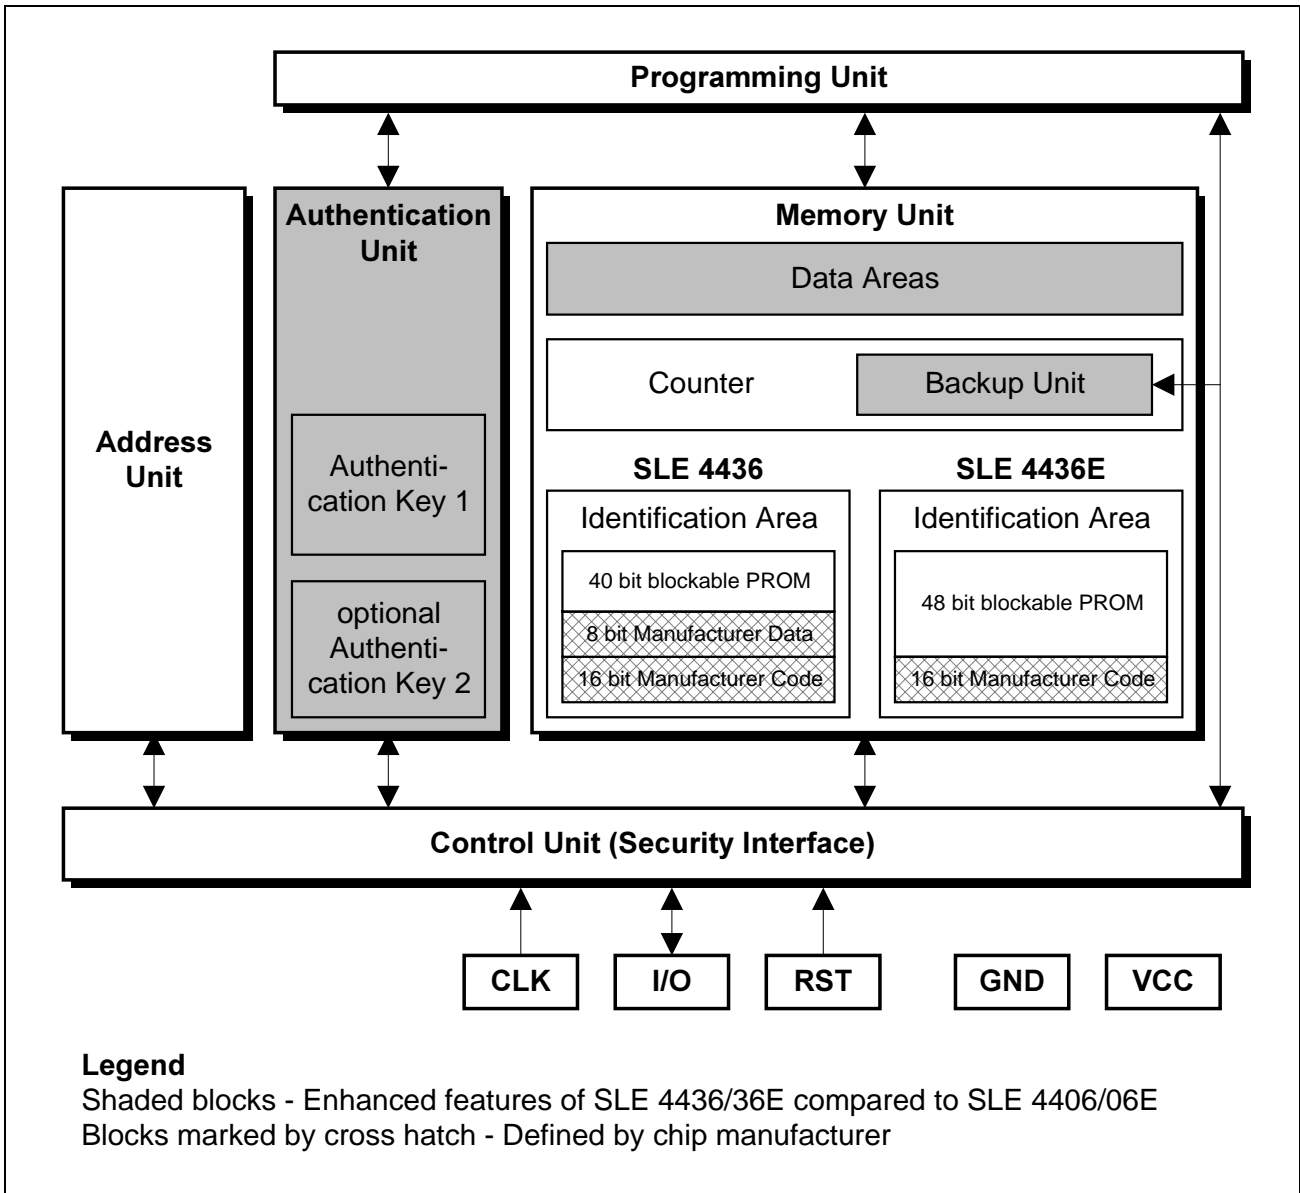 Programming Unit
Authentication
Unit
Memory Unit
Data Areas
Counter
Backup Unit
Address
Unit
Authenti-
cation Key 1
optional
Authenti-
cation Key 2
SLE 4436
Identification Area
40 bit blockable PROM
8 bit Manufacturer Data
16 bit Manufacturer Code
SLE 4436E
Identification Area
48 bit blockable PROM
16 bit Manufacturer Code
Control Unit (Security Interface)
CLK
I/O
RST
GND
VCC
Legend
Shaded blocks - Enhanced features of SLE 4436/36E compared to SLE 4406/06E
Blocks marked by cross hatch - Defined by chip manufacturer